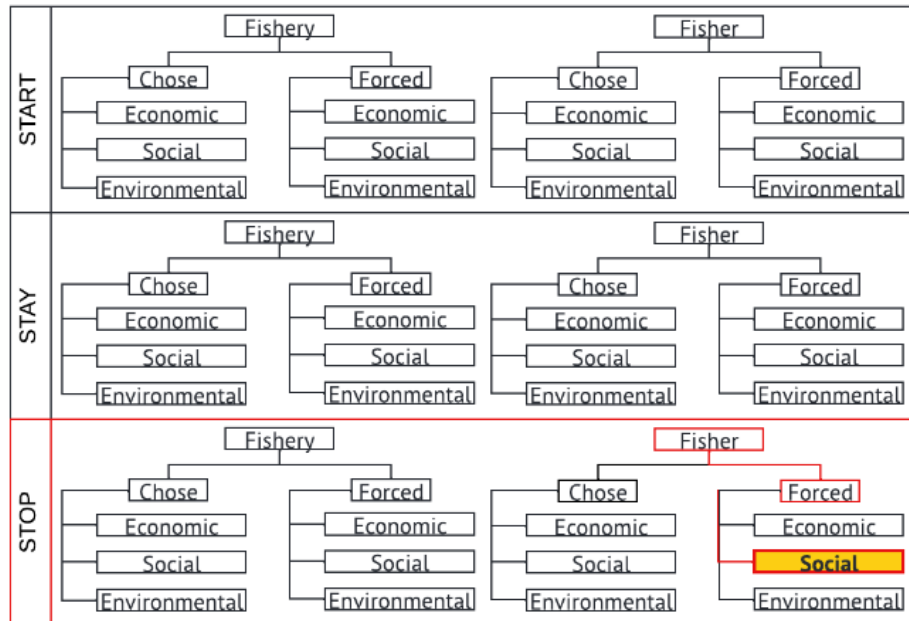 START
Fishery Fisher
Chose Forced Chose Forced
Economic Economic Economic Economic
Social Social Social Social
Environmental Environmental Environmental Environmental
STAY
Fishery Fisher
Chose Forced Chose Forced
Economic Economic Economic Economic
Social Social Social Social
Environmental Environmental Environmental Environmental
STOP
Fishery Fisher
Chose Forced Chose Forced
Economic Economic Economic Economic
Social Social Social Social
Environmental Environmental Environmental Environmental